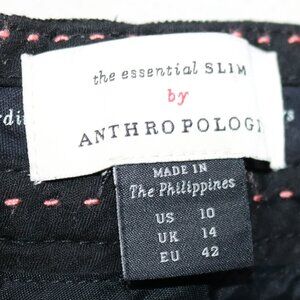 the essential SLIM
by
ANTHROPOLOGI
MADE IN
The Philippines
US 10
UK 14
EU 42